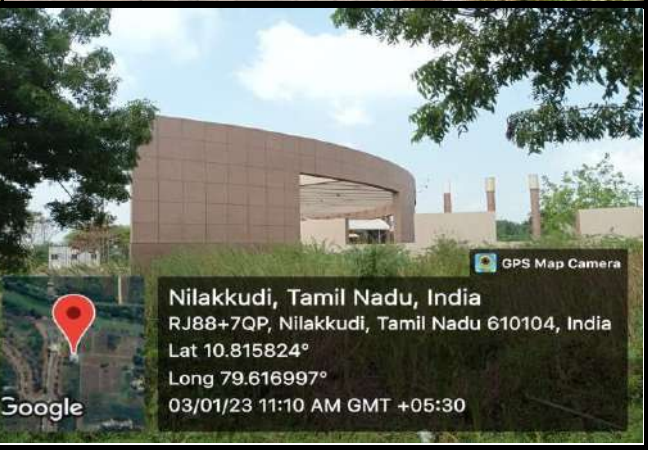 GPS Map Camera
Nilakkudi, Tamil Nadu, India
RJ88+7QP, Nilakkudi, Tamil Nadu 610104, India
Lat 10.815824°
Long 79.616997°
03/01/23 11:10 AM GMT +05:30
Google